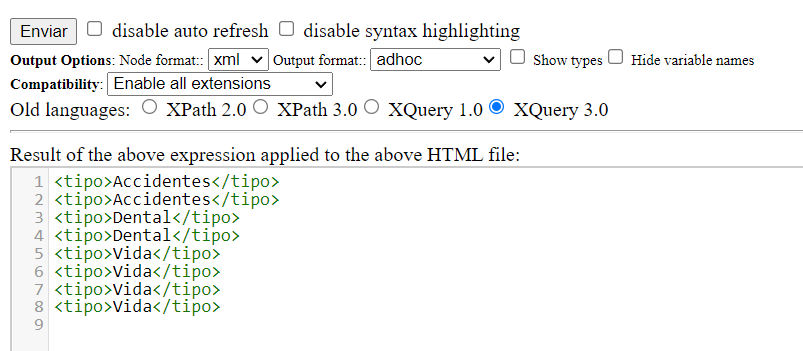 Enviar disable auto refresh disable syntax highlighting
Output Options: Node format:: xml Output format:: adhoc Show types Hide variable names
Compatibility: Enable all extensions
Old languages: XPath 2.0 XPath 3.0 XQuery 1.0 XQuery 3.0
Result of the above expression applied to the above HTML file:
1 <tipo>Accidentes</tipo>
2 <tipo>Accidentes</tipo>
3 <tipo>Dental</tipo>
4 <tipo>Dental</tipo>
5 <tipo>Vida</tipo>
6 <tipo>Vida</tipo>
7 <tipo>Vida</tipo>
8 <tipo>Vida</tipo>
9